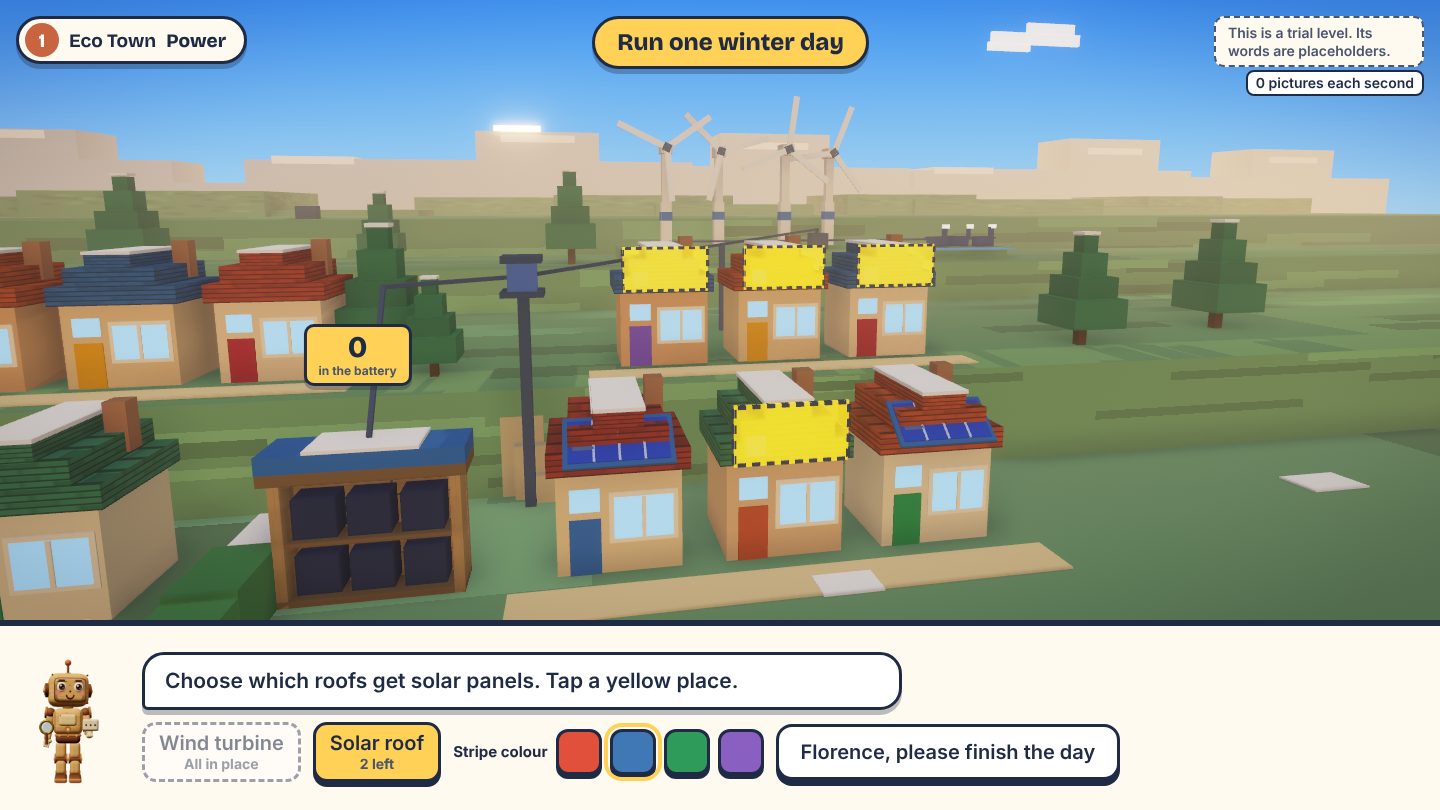 1 Eco Town Power
Run one winter day
This is a trial level. Its
words are placeholders.
0 pictures each second
0
in the battery
Choose which roofs get solar panels. Tap a yellow place.
Wind turbine
All in place
Solar roof
2 left
Stripe colour
Florence, please finish the day